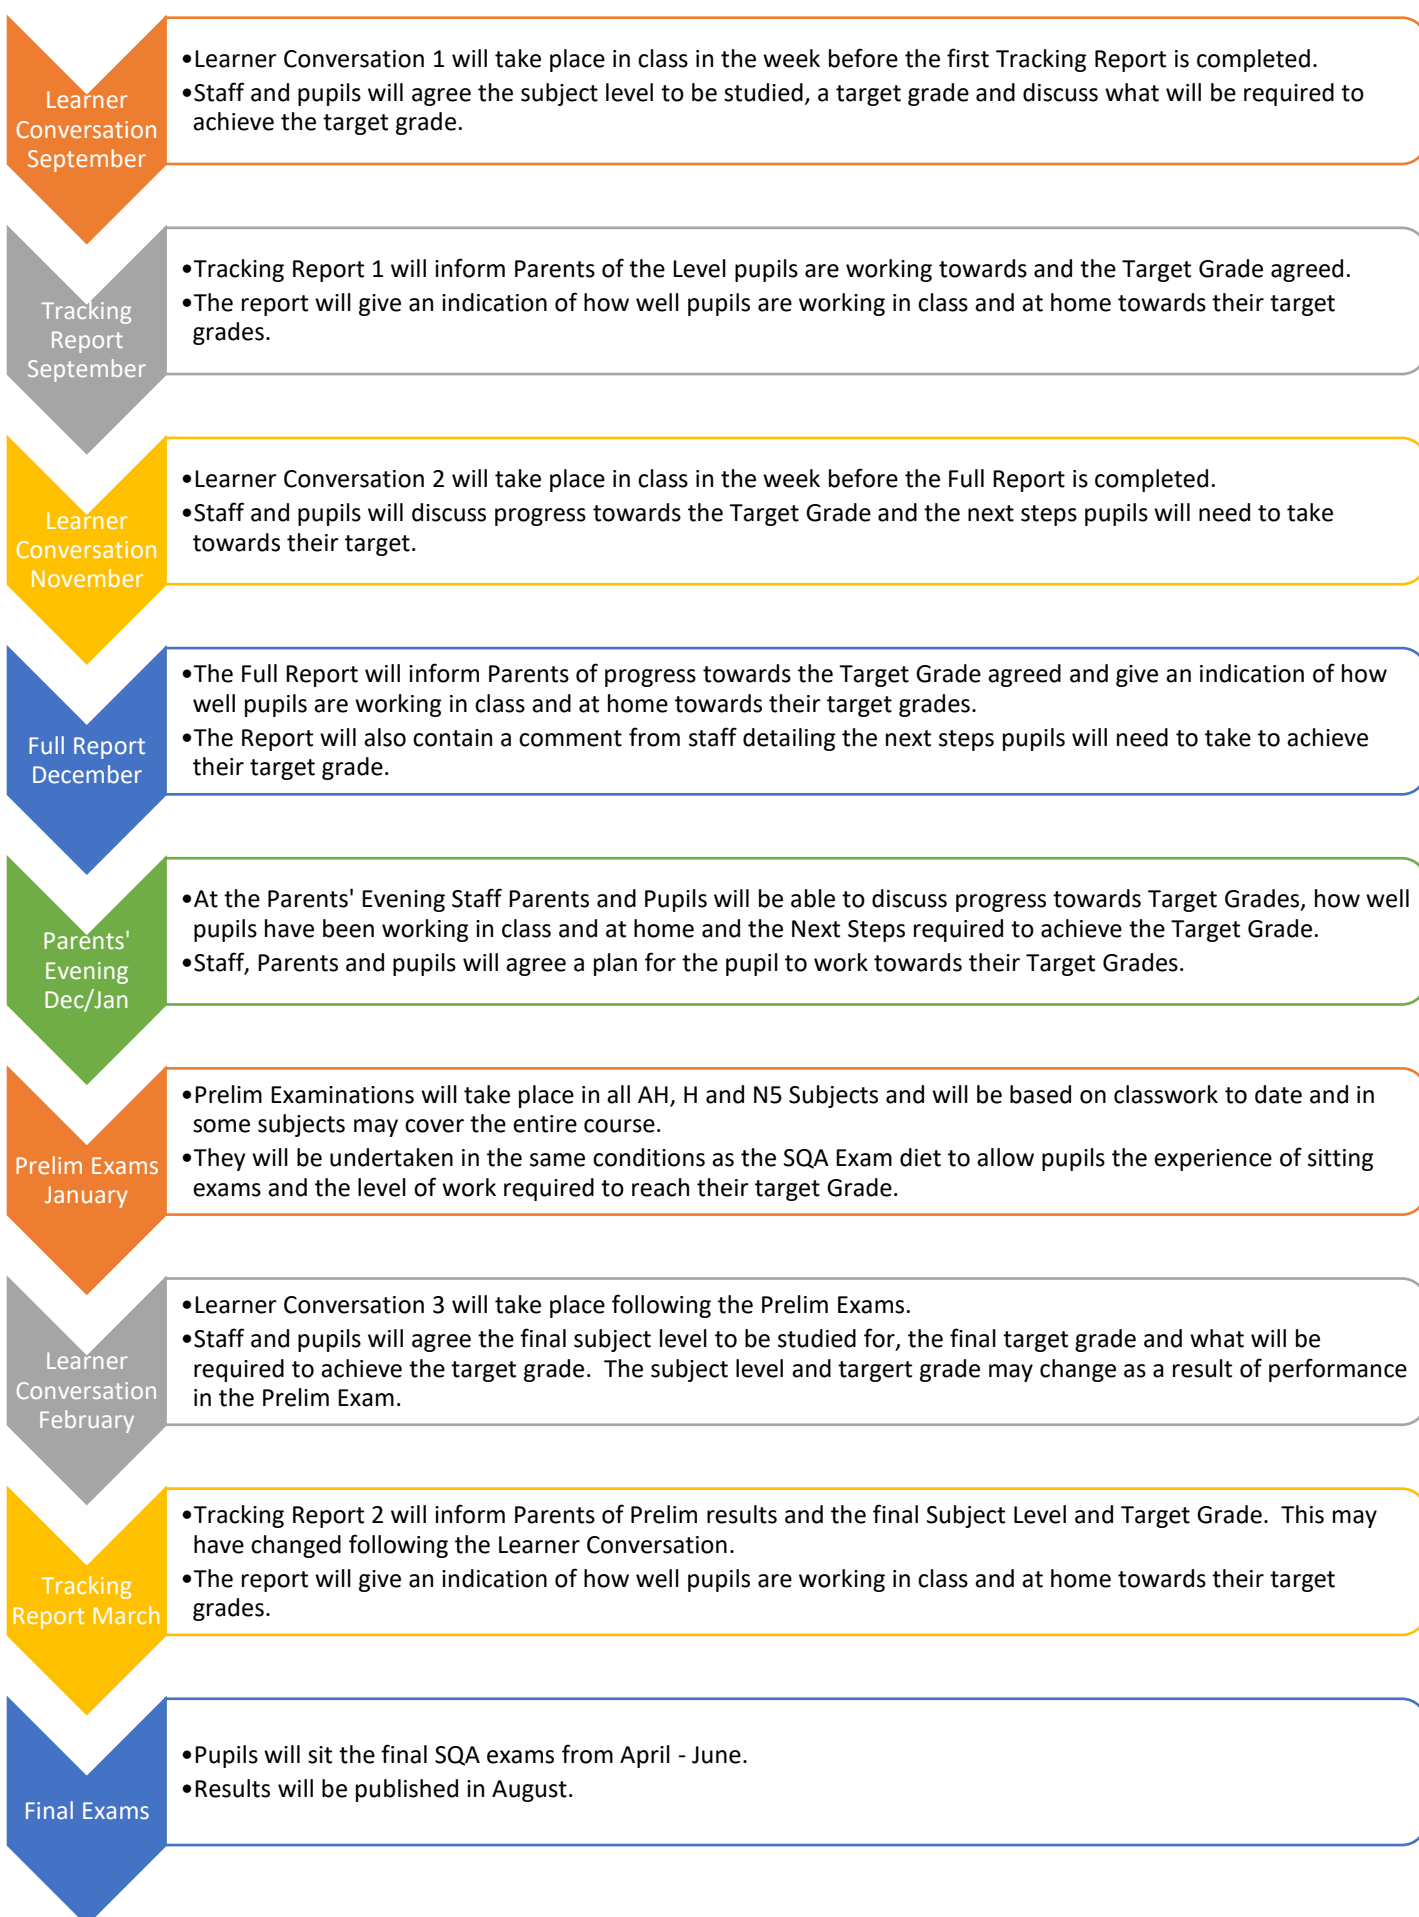 Learner
Conversation
September
•Learner Conversation 1 will take place in class in the week before the first Tracking Report is completed.
•Staff and pupils will agree the subject level to be studied, a target grade and discuss what will be required to
achieve the target grade.
Tracking
Report
September
•Tracking Report 1 will inform Parents of the Level pupils are working towards and the Target Grade agreed.
•The report will give an indication of how well pupils are working in class and at home towards their target
grades.
Learner
Conversation
November
•Learner Conversation 2 will take place in class in the week before the Full Report is completed.
•Staff and pupils will discuss progress towards the Target Grade and the next steps pupils will need to take
towards their target.
Full Report
December
•The Full Report will inform Parents of progress towards the Target Grade agreed and give an indication of how
well pupils are working in class and at home towards their target grades.
•The Report will also contain a comment from staff detailing the next steps pupils will need to take to achieve
their target grade.
Parents'
Evening
Dec/Jan
•At the Parents' Evening Staff Parents and Pupils will be able to discuss progress towards Target Grades, how well
pupils have been working in class and at home and the Next Steps required to achieve the Target Grade.
•Staff, Parents and pupils will agree a plan for the pupil to work towards their Target Grades.
Prelim Exams
January
•Prelim Examinations will take place in all AH, H and N5 Subjects and will be based on classwork to date and in
some subjects may cover the entire course.
•They will be undertaken in the same conditions as the SQA Exam diet to allow pupils the experience of sitting
exams and the level of work required to reach their target Grade.
Learner
Conversation
February
•Learner Conversation 3 will take place following the Prelim Exams.
•Staff and pupils will agree the final subject level to be studied for, the final target grade and what will be
required to achieve the target grade.  The subject level and targert grade may change as a result of performance
in the Prelim Exam.
Tracking
Report March
•Tracking Report 2 will inform Parents of Prelim results and the final Subject Level and Target Grade.  This may
have changed following the Learner Conversation.
•The report will give an indication of how well pupils are working in class and at home towards their target
grades.
Final Exams
•Pupils will sit the final SQA exams from April - June.
•Results will be published in August.